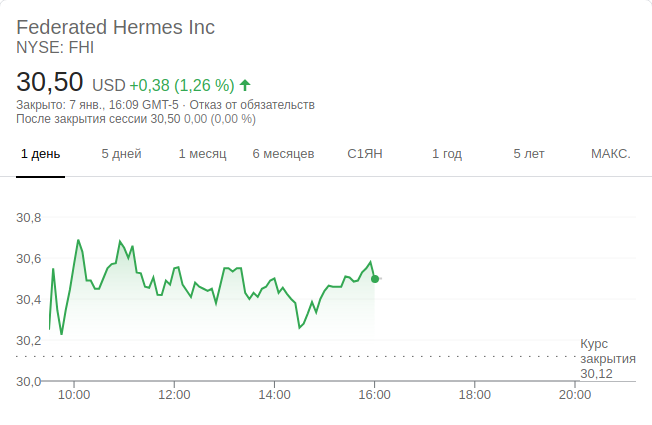 Federated Hermes Inc
NYSE: FHI
30,50 USD +0,38 (1,26 %)
Закрыто: 7 янв., 16:09 GMT-5 · Отказ от обязательств
После закрытия сессии 30,50 0,00 (0,00 %)
1 день 5 дней 1 месяц 6 месяцев С1ЯН 1 год 5 лет МАКС.
30,8
30,6
30,4
30,2
Курс
закрытия
30,12
30,0
10:00 12:00 14:00 16:00 18:00 20:00